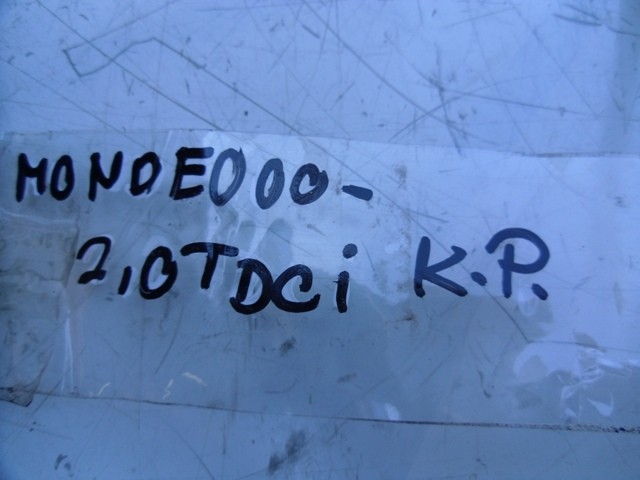 MONDEO00-
2,0TDCi K.P.